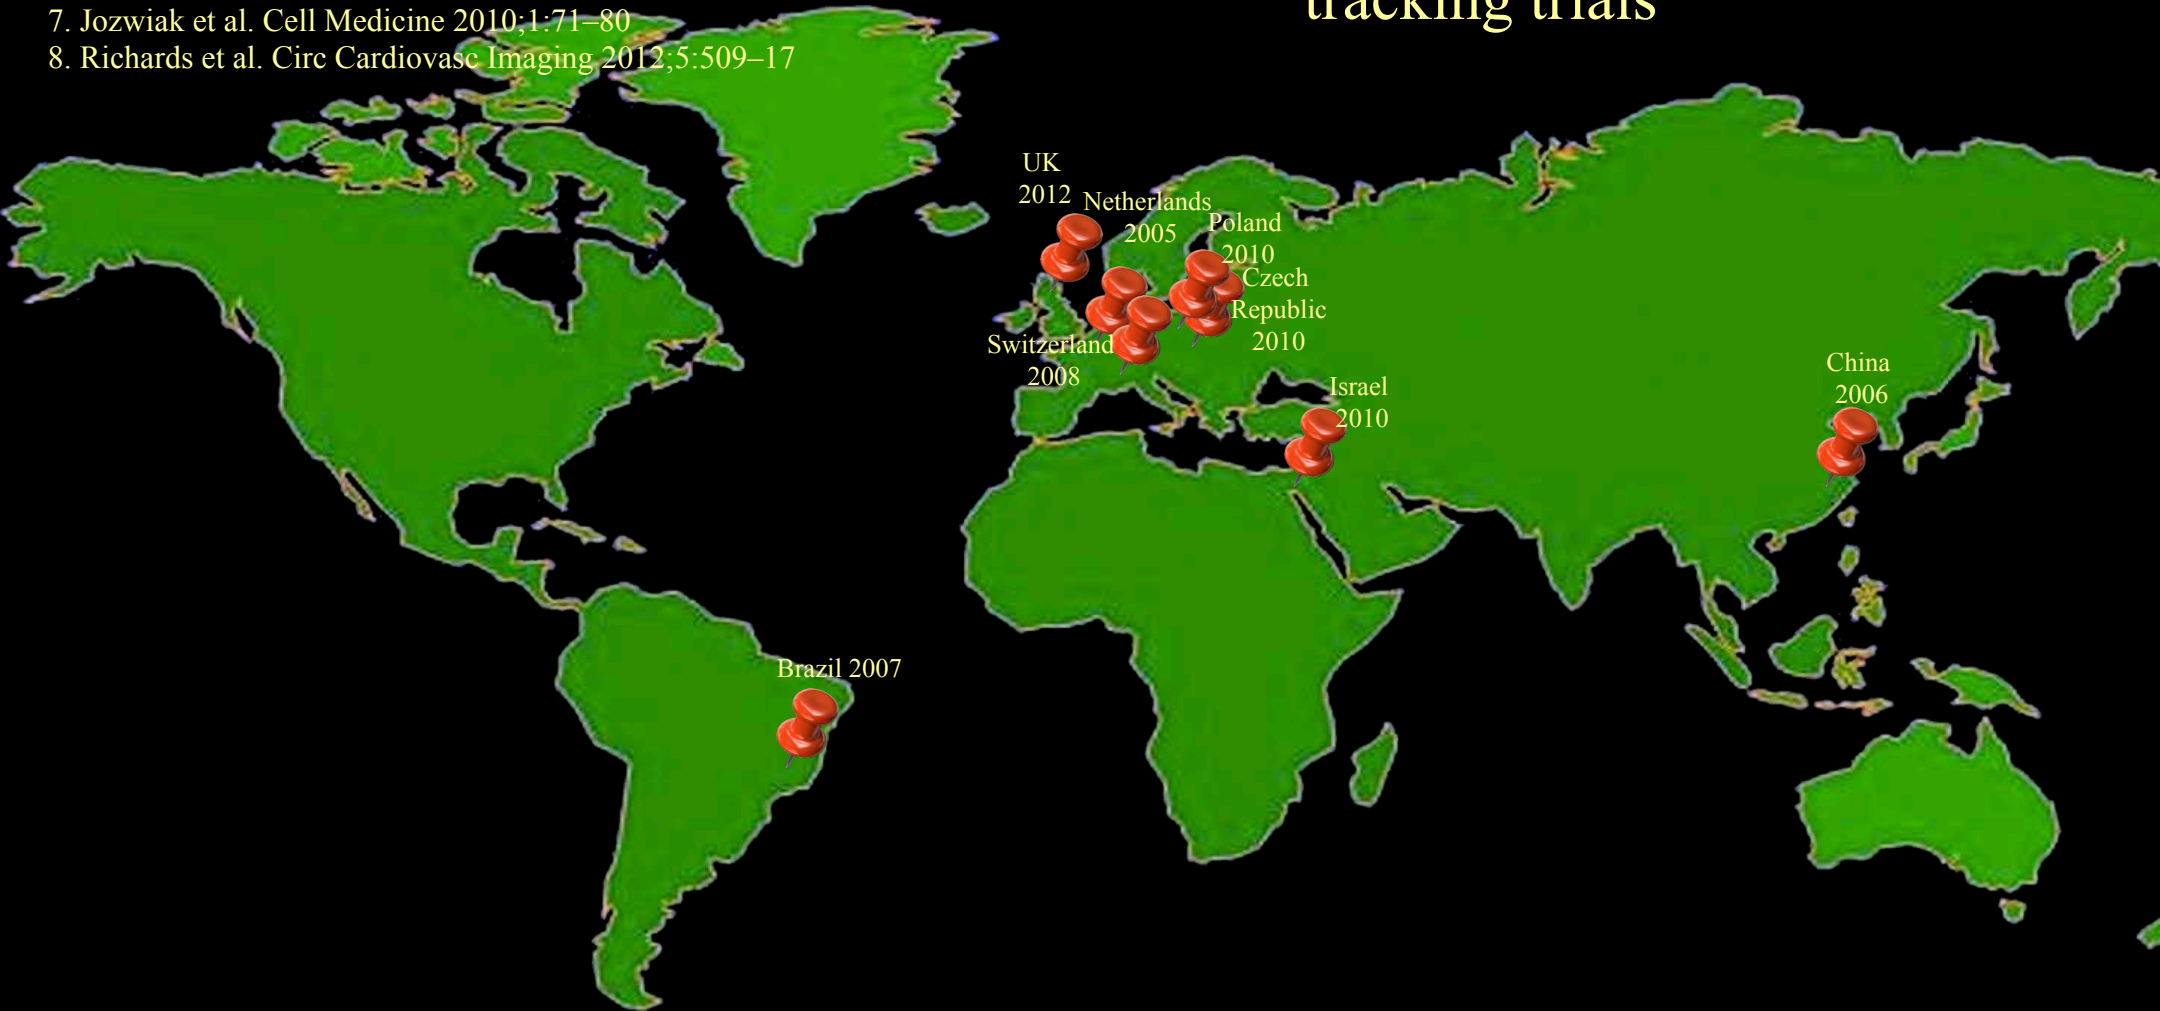 7. Jozwiak et al. Cell Medicine 2010;1:71–80
8. Richards et al. Circ Cardiovasc Imaging 2012;5:509–17
tracking trials
UK
2012
Netherlands
2005
Poland
2010
Czech
Republic
2010
Switzerland
2008
Israel
2010
China
2006
Brazil 2007